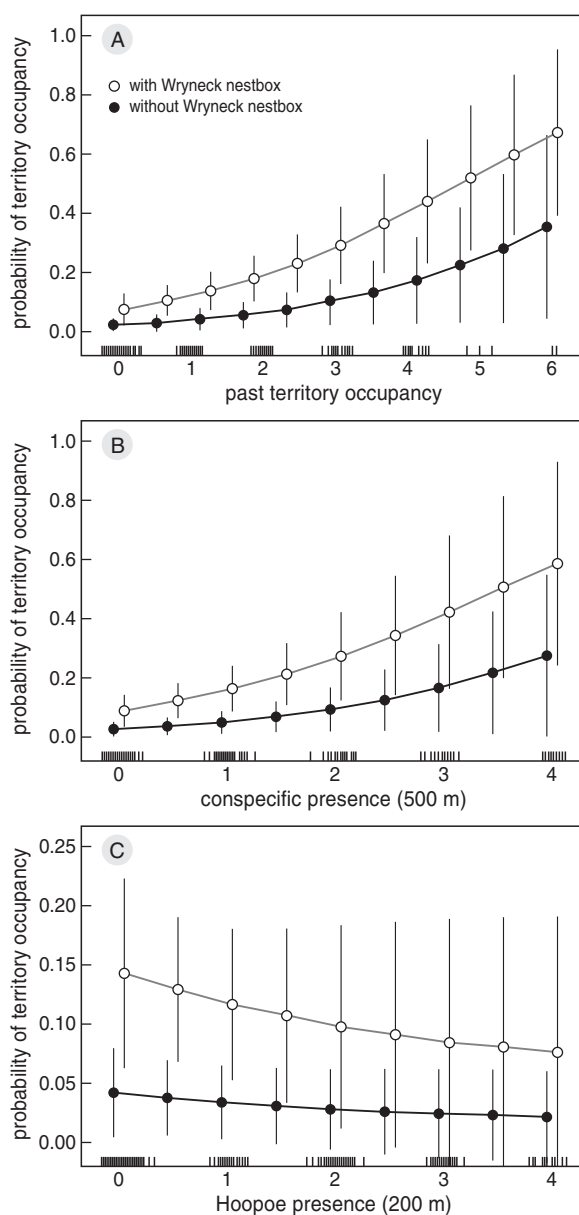 A
with Wryneck nestbox
without Wryneck nestbox
probability of territory occupancy
1.0
0.8
0.6
0.4
0.2
0.0
0 1 2 3 4 5 6
past territory occupancy
B
probability of territory occupancy
1.0
0.8
0.6
0.4
0.2
0.0
0 1 2 3 4
conspecific presence (500 m)
C
probability of territory occupancy
0.25
0.20
0.15
0.10
0.05
0.00
0 1 2 3 4
Hoopoe presence (200 m)